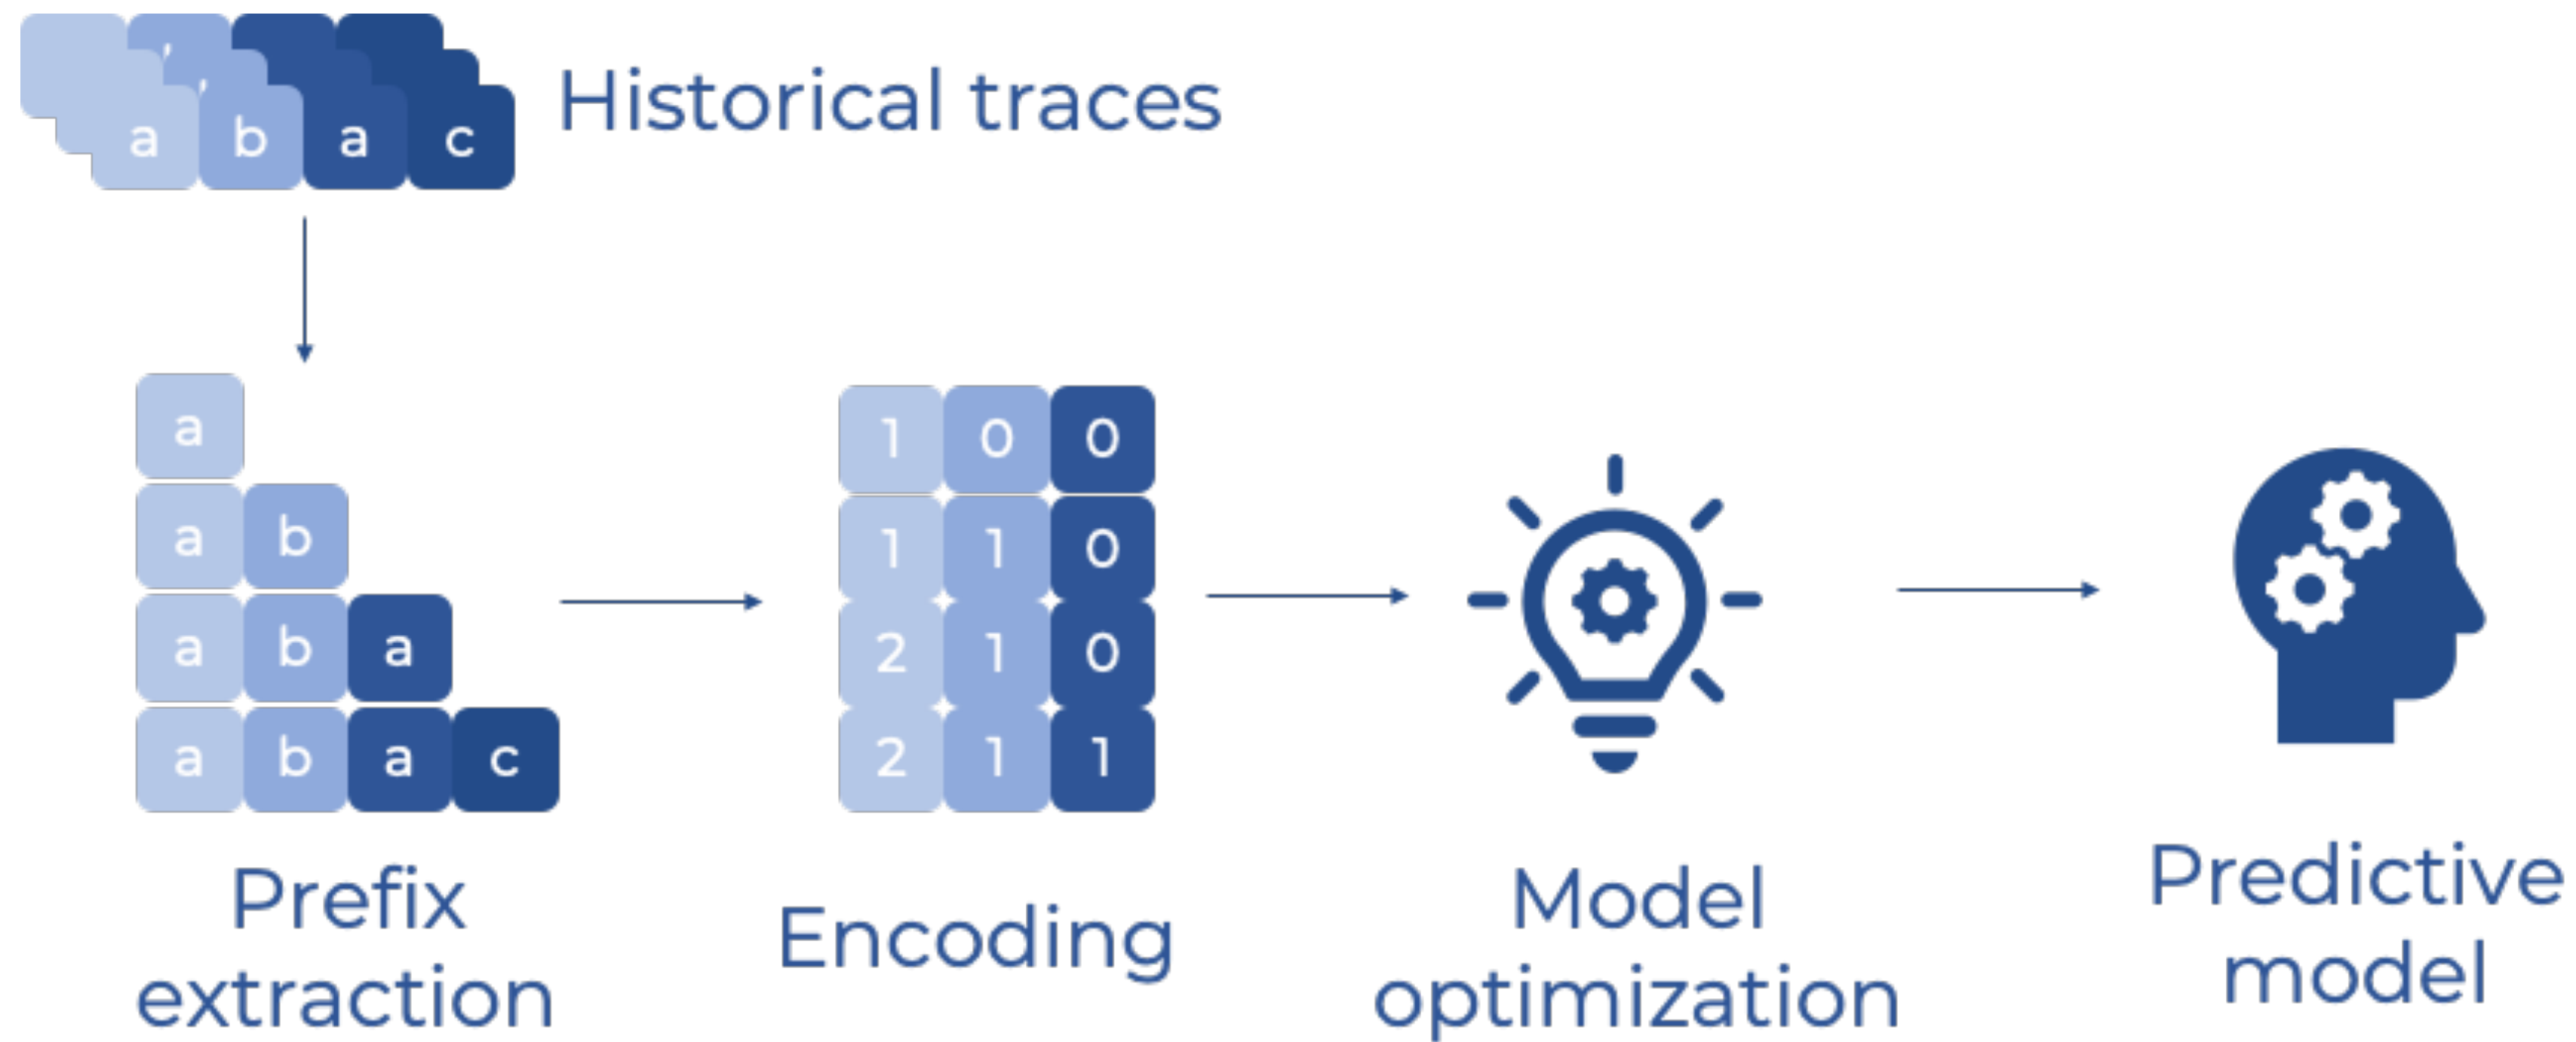 a b a c
Historical traces
a
a b
a b a
a b a c
1 0 0
1 1 0
2 1 0
2 1 1
Prefix
extraction
Encoding
Model
optimization
Predictive
model